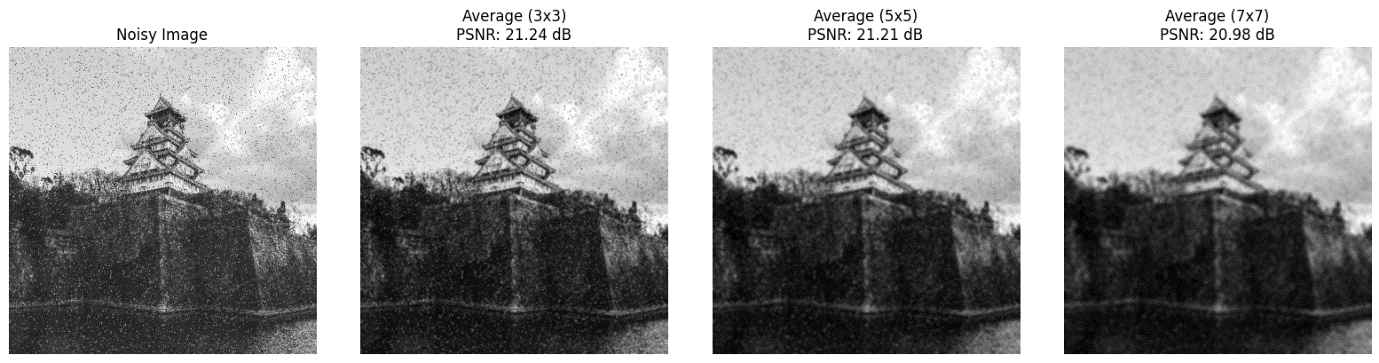 Noisy Image
Average (3x3)
PSNR: 21.24 dB
Average (5x5)
PSNR: 21.21 dB
Average (7x7)
PSNR: 20.98 dB